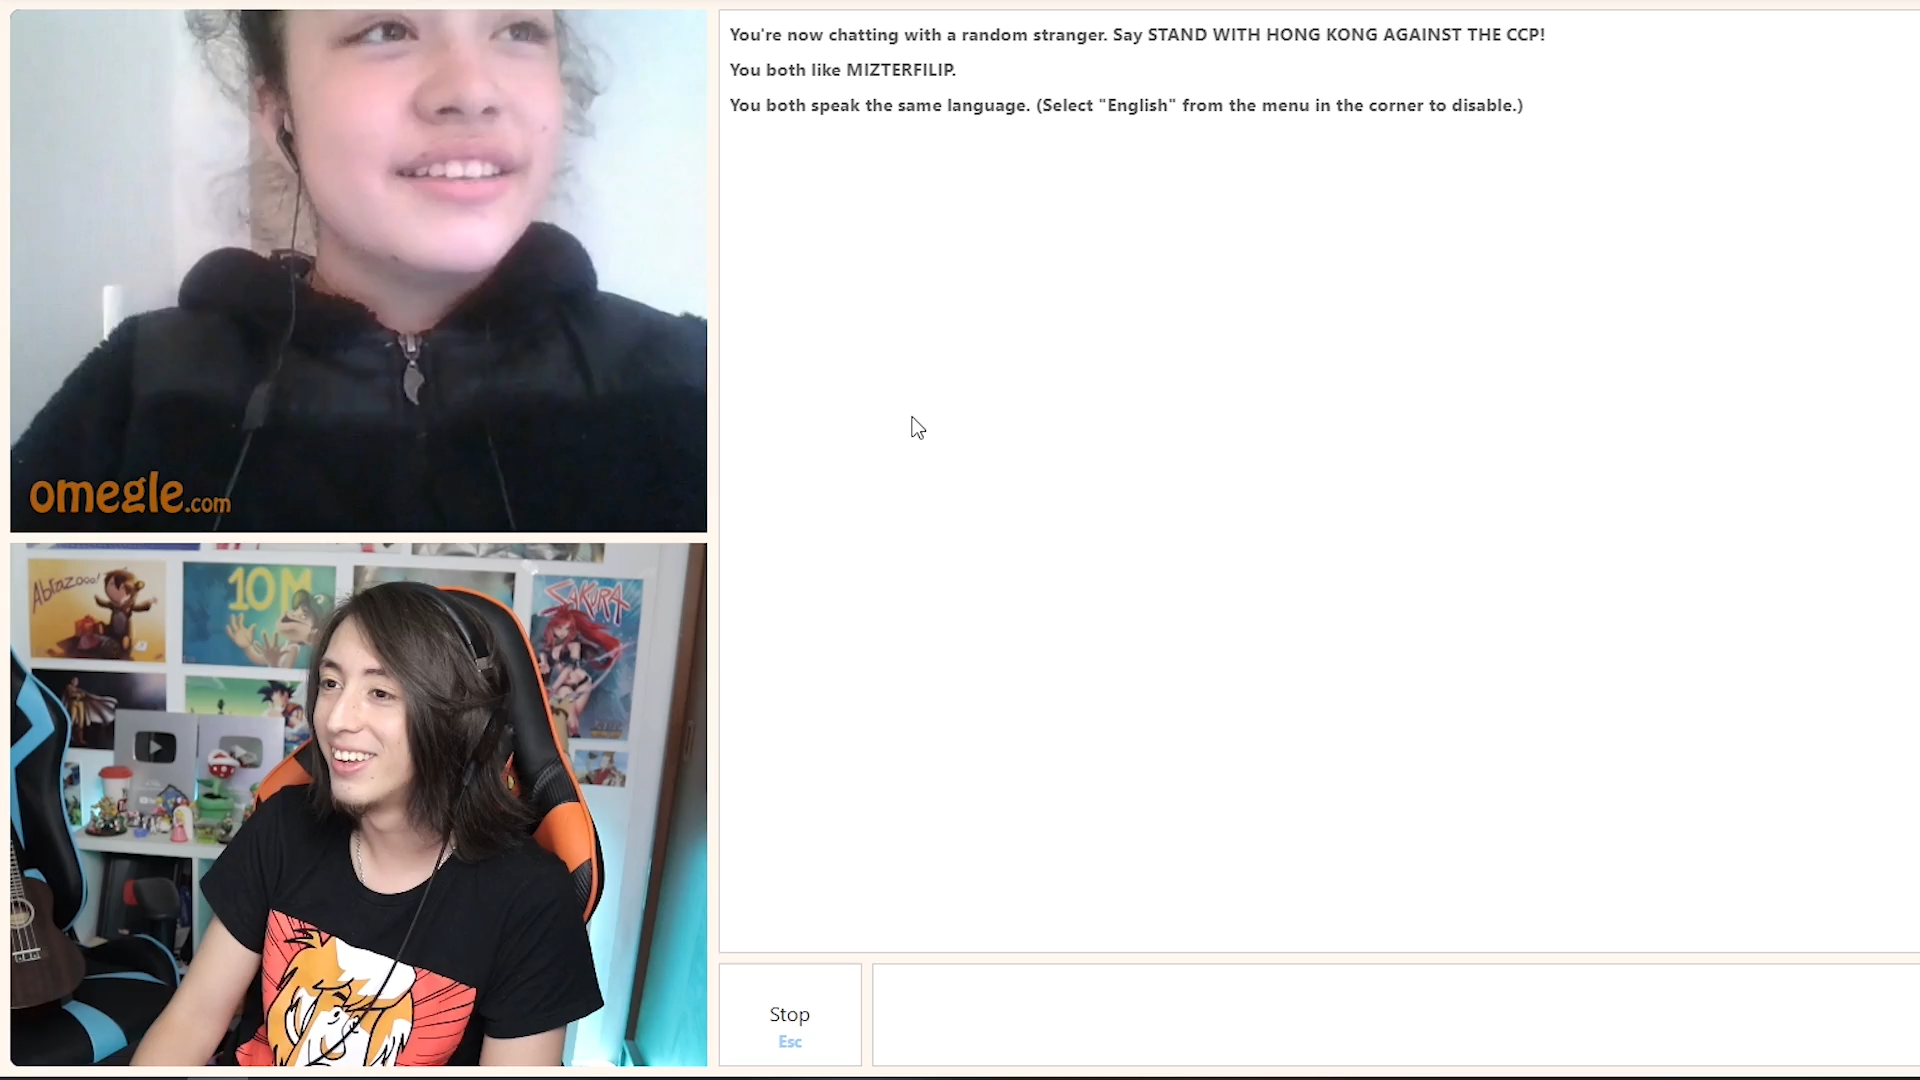 You're now chatting with a random stranger. Say STAND WITH HONG KONG AGAINST THE CCP!
You both like MIZTERFILIP.
You both speak the same language. (Select "English" from the menu in the corner to disable.)
omegle.com
Abrazooo!
10M
SAKURA
Stop
Esc